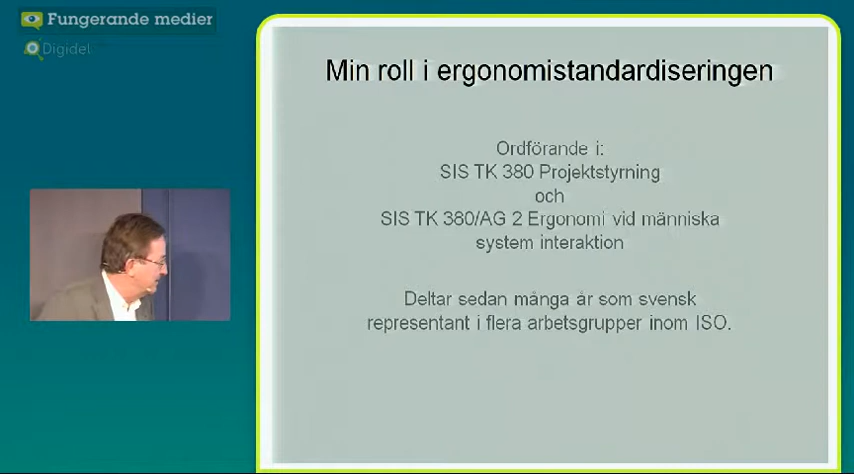 Fungerande medier
Digidel
Min roll i ergonomistandardiseringen
Ordförande i:
SIS TK 380 Projektstyrning
och
SIS TK 380/AG 2 Ergonomi vid människa
system interaktion
Deltar sedan många år som svensk
representant i flera arbetsgrupper inom ISO.